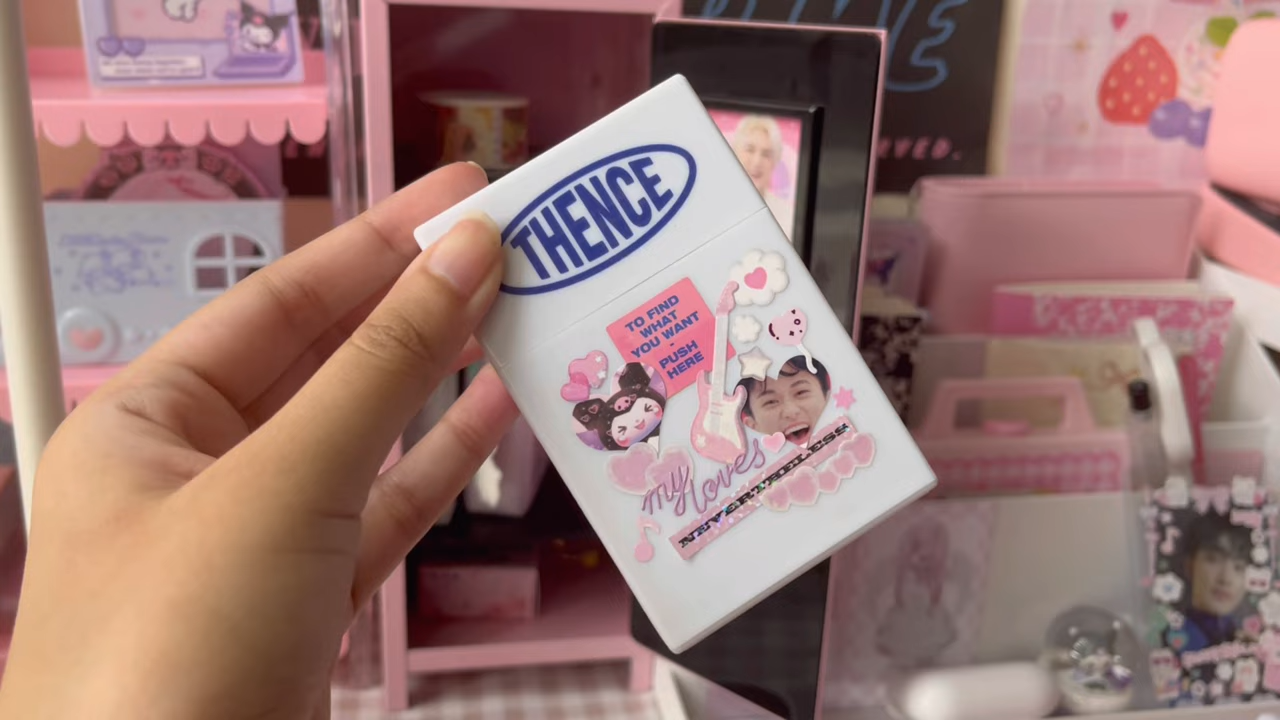 THENCE
TO FIND
WHAT
YOU WANT
-
PUSH
HERE
my
loves
NEVERTHELESS